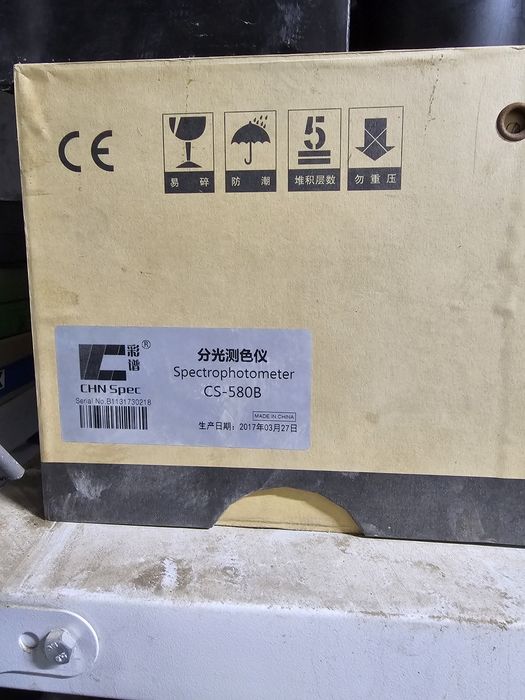 CE
5
易碎
防潮
堆积层数
勿重压
彩谱®
CHN Spec
Serial No.B1131730218
分光测色仪
Spectrophotometer
CS-580B
MADE IN CHINA
生产日期：2017年03月27日